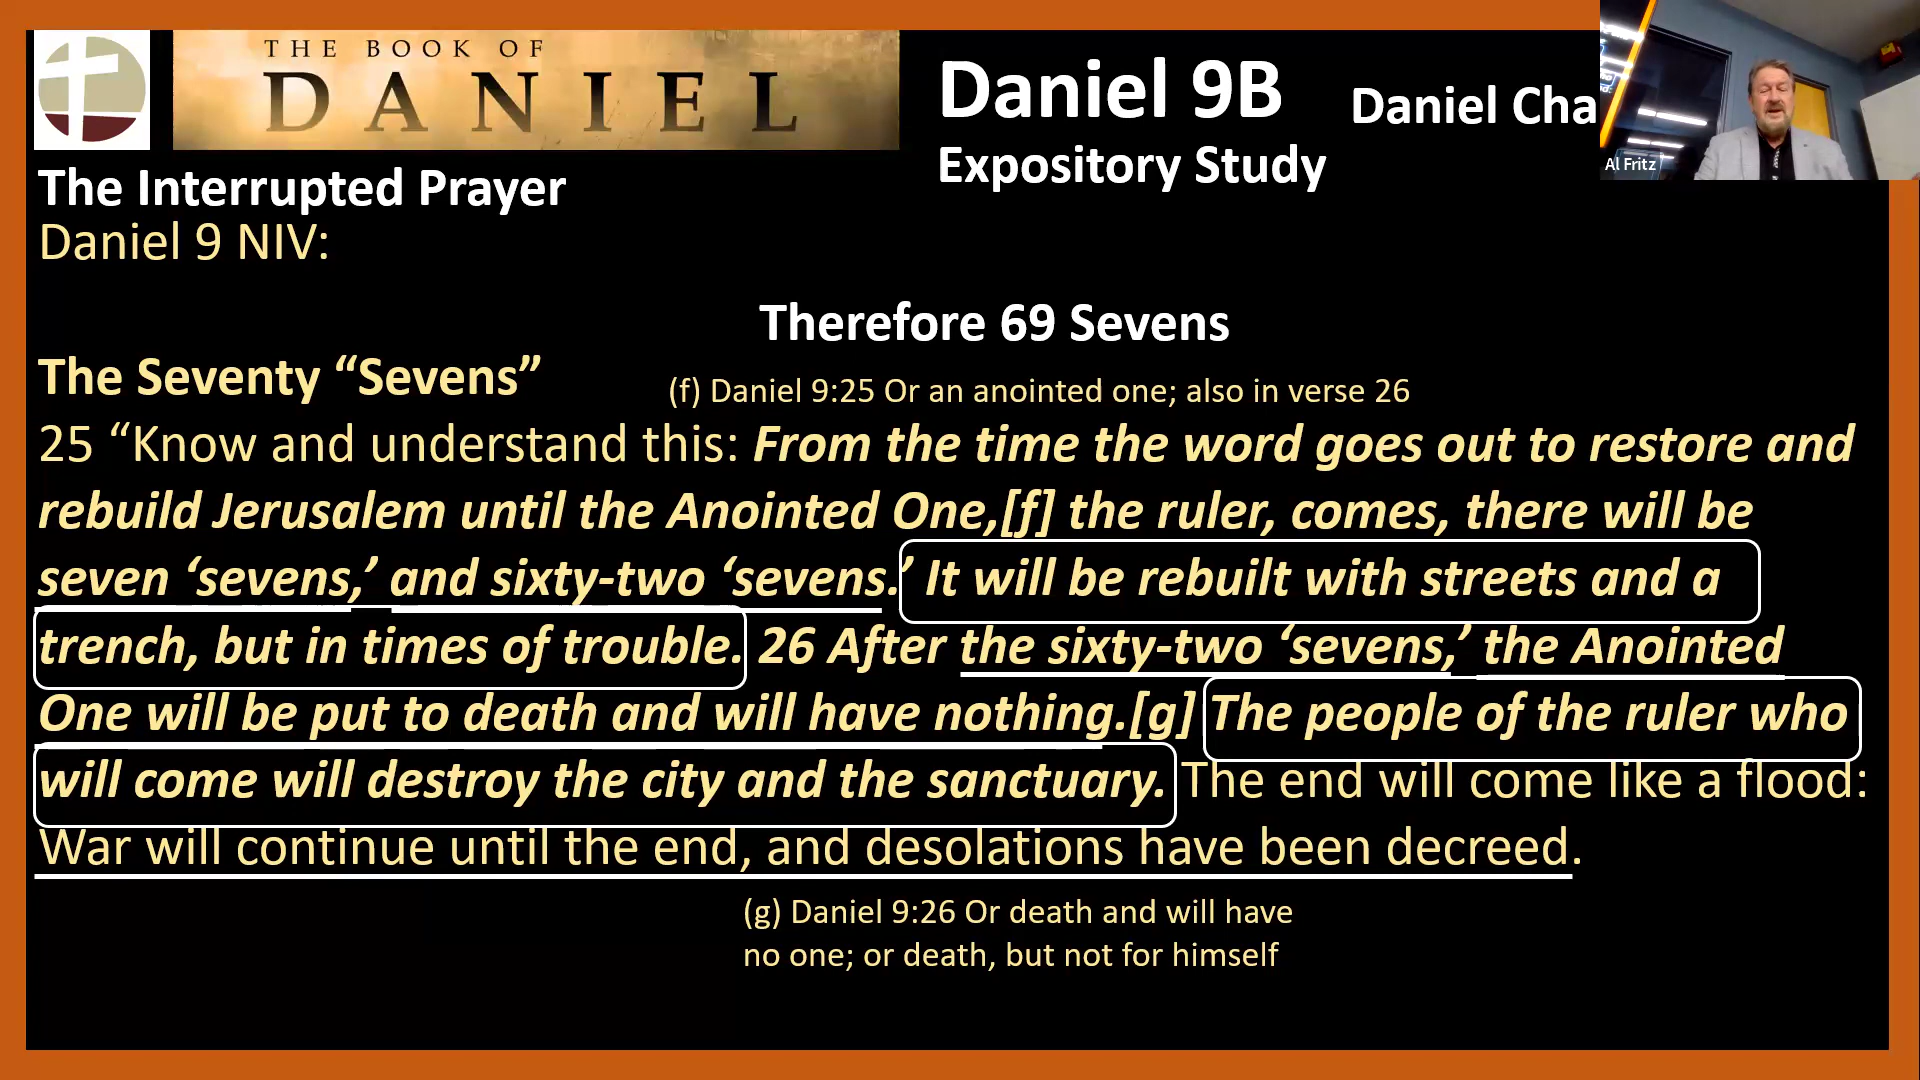 THE BOOK OF
DANIEL
Daniel 9B
Daniel Cha
Expository Study
Al Fritz
The Interrupted Prayer
Daniel 9 NIV:
Therefore 69 Sevens
The Seventy “Sevens”
(f) Daniel 9:25 Or an anointed one; also in verse 26
25 “Know and understand this: From the time the word goes out to restore and
rebuild Jerusalem until the Anointed One,[f] the ruler, comes, there will be
seven ‘sevens,’ and sixty-two ‘sevens.’ It will be rebuilt with streets and a
trench, but in times of trouble. 26 After the sixty-two ‘sevens,’ the Anointed
One will be put to death and will have nothing.[g] The people of the ruler who
will come will destroy the city and the sanctuary. The end will come like a flood:
War will continue until the end, and desolations have been decreed.
(g) Daniel 9:26 Or death and will have
no one; or death, but not for himself